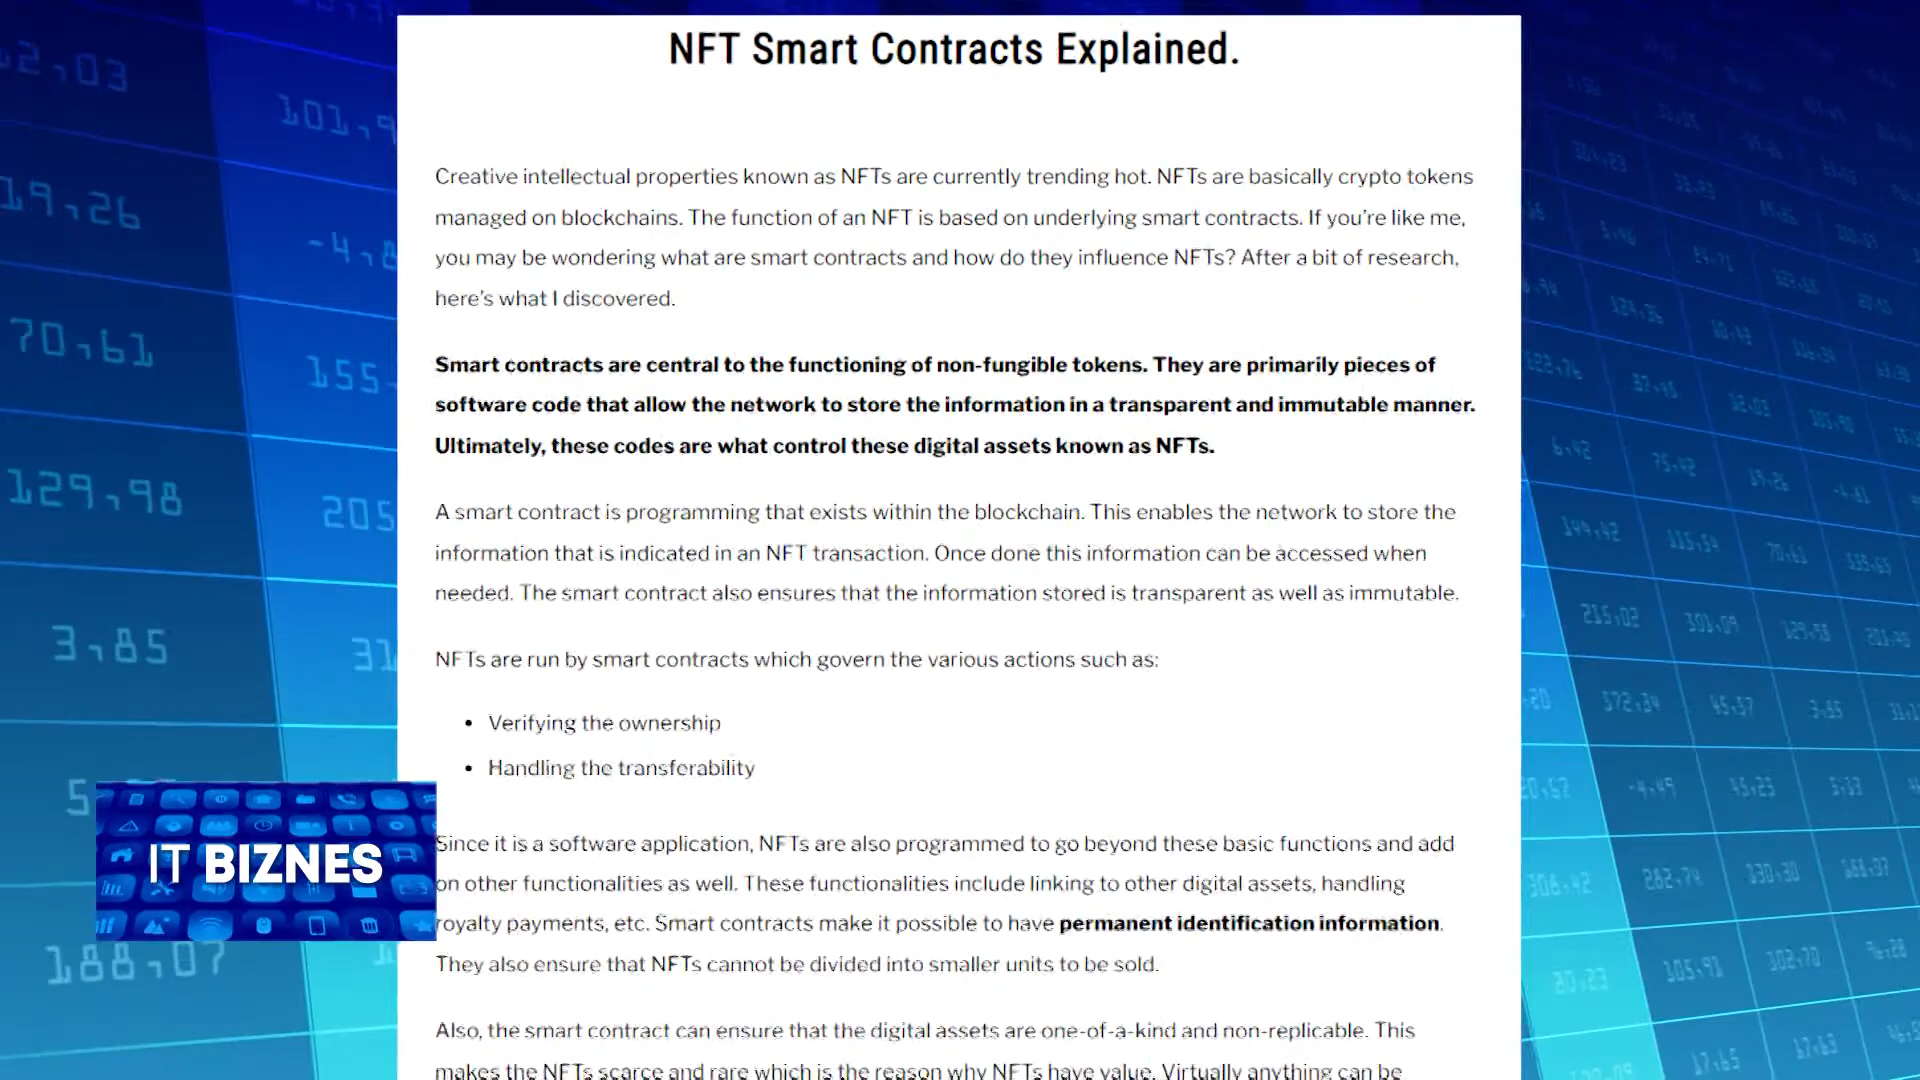 NFT Smart Contracts Explained.
Creative intellectual properties known as NFTs are currently trending hot. NFTs are basically crypto tokens
managed on blockchains. The function of an NFT is based on underlying smart contracts. If you're like me,
you may be wondering what are smart contracts and how do they influence NFTs? After a bit of research,
here's what I discovered.
Smart contracts are central to the functioning of non-fungible tokens. They are primarily pieces of
software code that allow the network to store the information in a transparent and immutable manner.
Ultimately, these codes are what control these digital assets known as NFTs.
A smart contract is programming that exists within the blockchain. This enables the network to store the
information that is indicated in an NFT transaction. Once done this information can be accessed when
needed. The smart contract also ensures that the information stored is transparent as well as immutable.
NFTs are run by smart contracts which govern the various actions such as:
• Verifying the ownership
• Handling the transferability
Since it is a software application, NFTs are also programmed to go beyond these basic functions and add
on other functionalities as well. These functionalities include linking to other digital assets, handling
royalty payments, etc. Smart contracts make it possible to have permanent identification information.
They also ensure that NFTs cannot be divided into smaller units to be sold.
Also, the smart contract can ensure that the digital assets are one-of-a-kind and non-replicable. This
makes the NFTs scarce and rare which is the reason why NFTs have value. Virtually anything can be
IT BIZNES
19,26
70,61
129,98
3,85
188,07